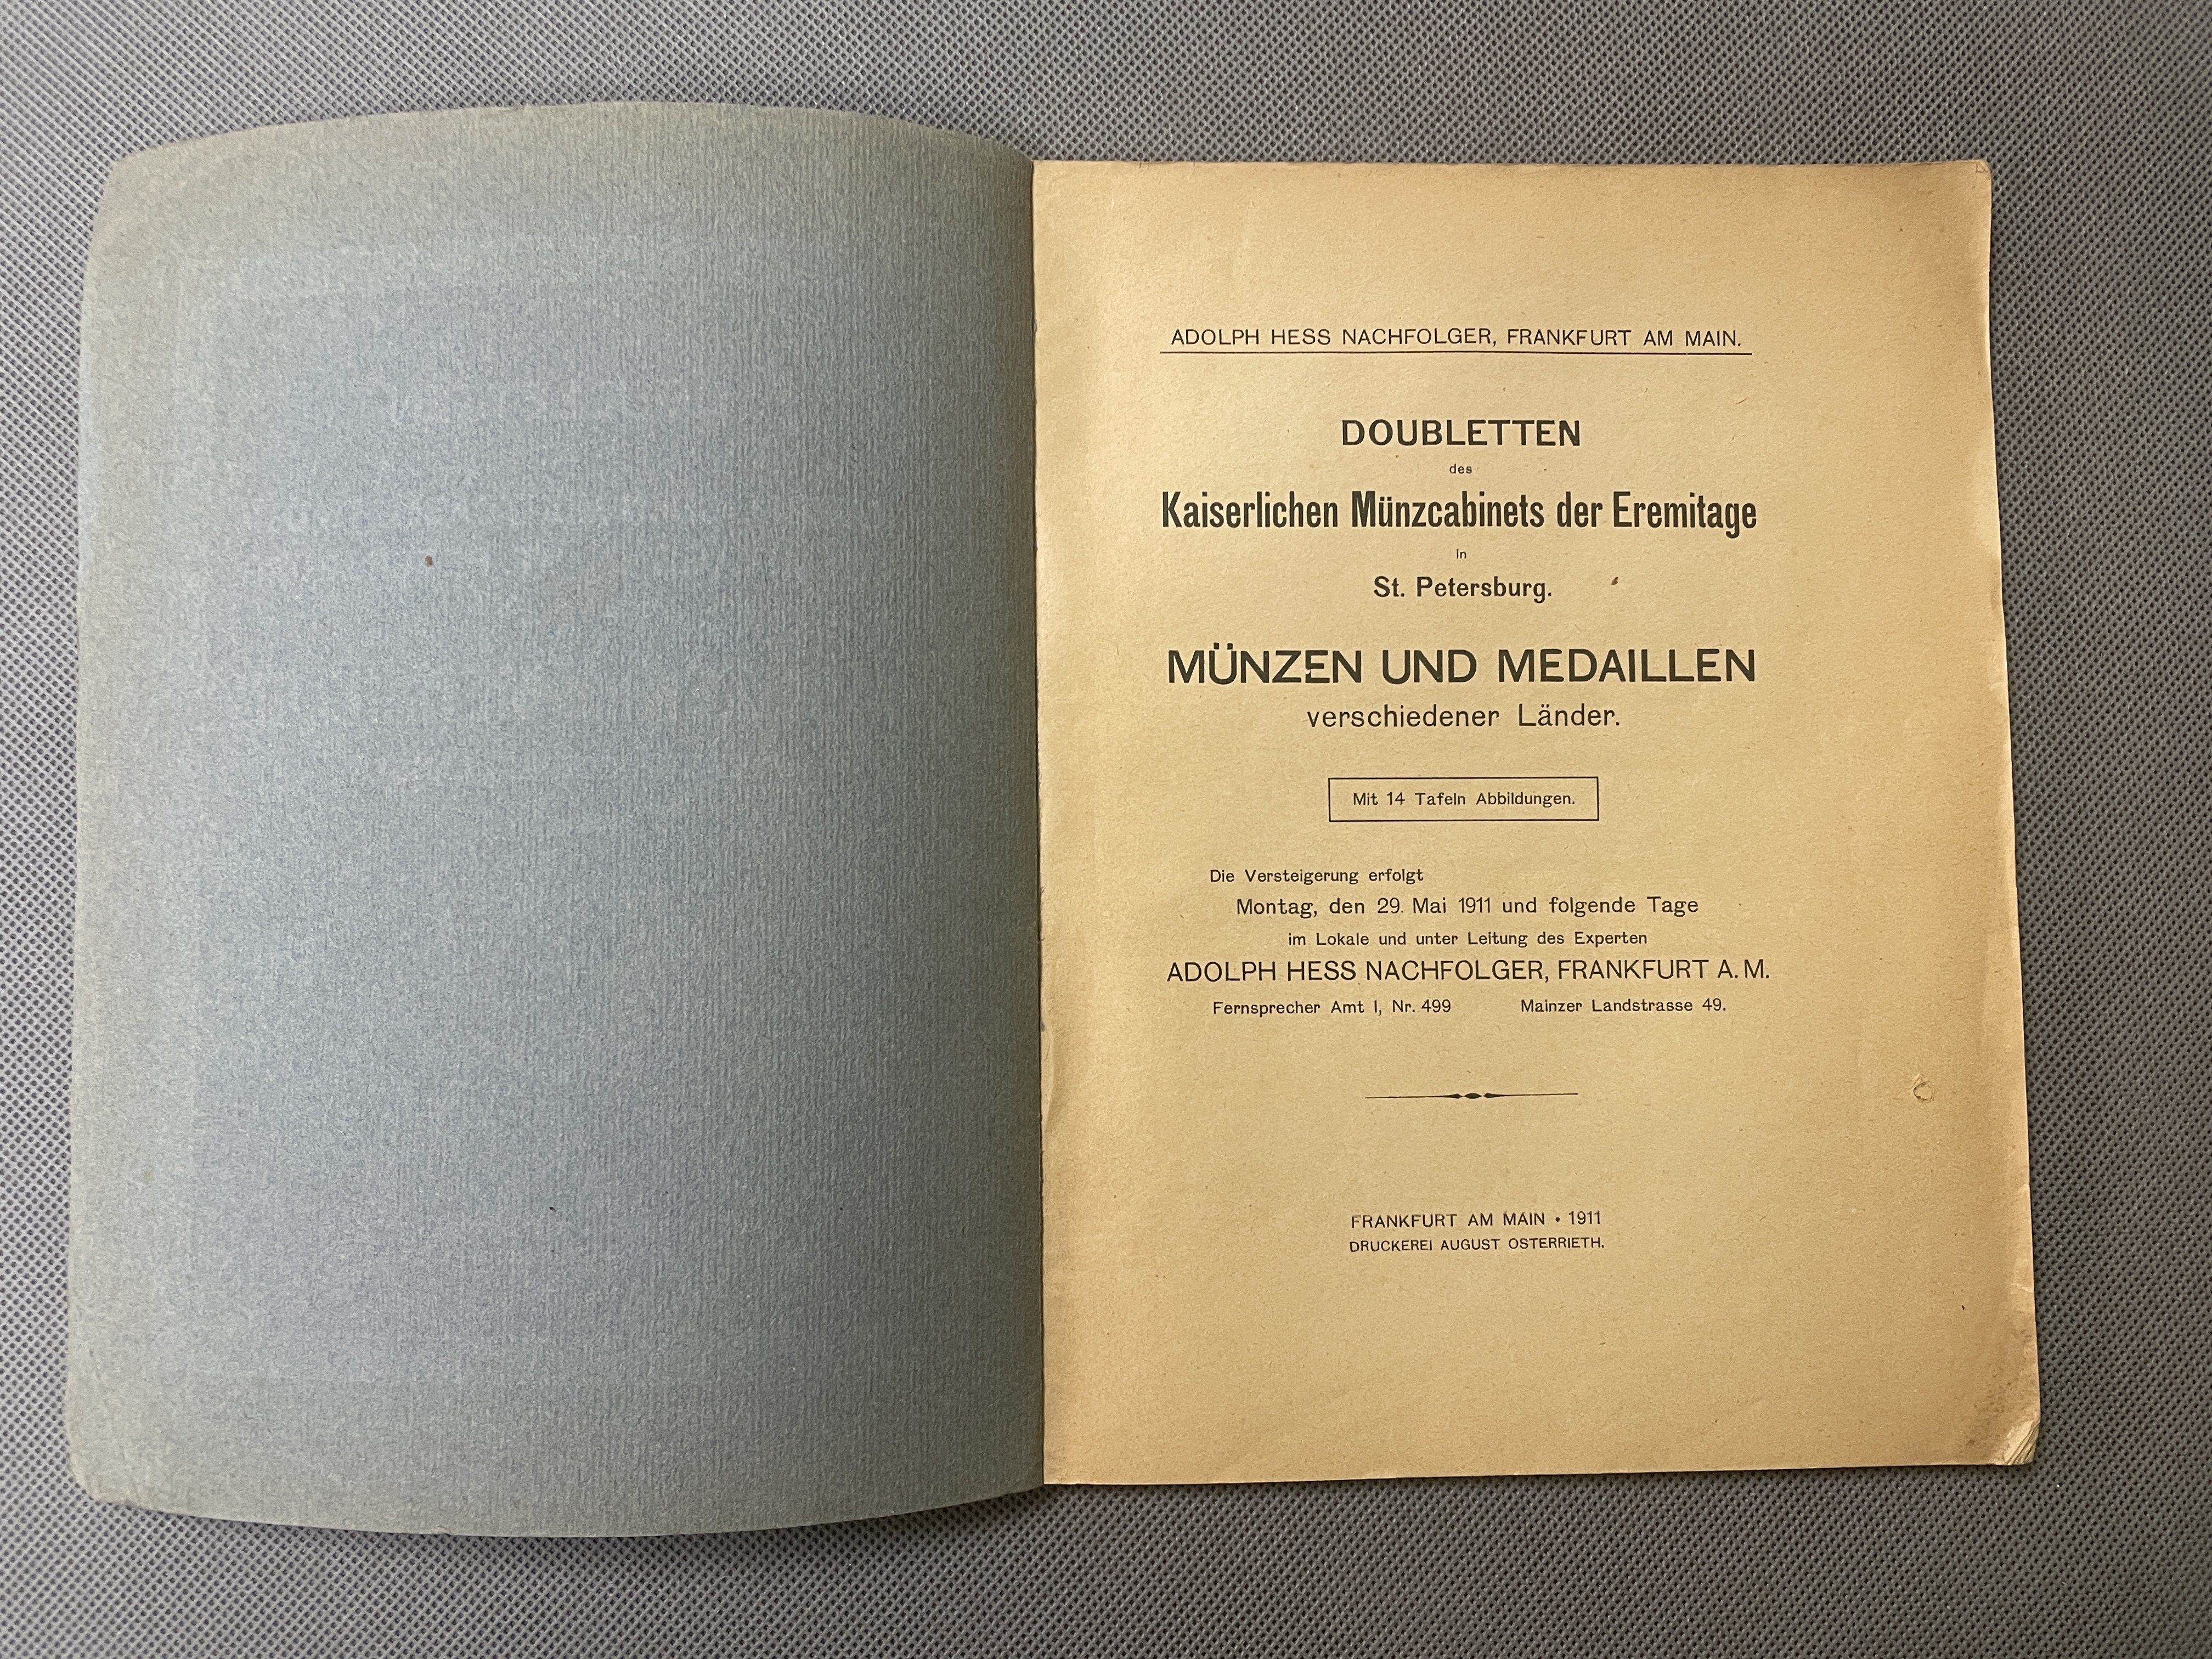 ADOLPH HESS NACHFOLGER, FRANKFURT AM MAIN.
DOUBLETTEN
des
Kaiserlichen Münzcabinets der Eremitage
in
St. Petersburg.
MÜNZEN UND MEDAILLEN
verschiedener Länder.
Mit 14 Tafeln Abbildungen.
Die Versteigerung erfolgt
Montag, den 29. Mai 1911 und folgende Tage
im Lokale und unter Leitung des Experten
ADOLPH HESS NACHFOLGER, FRANKFURT A. M.
Fernsprecher Amt I, Nr. 499 Mainzer Landstrasse 49.
FRANKFURT AM MAIN • 1911
DRUCKEREI AUGUST OSTERRIETH.